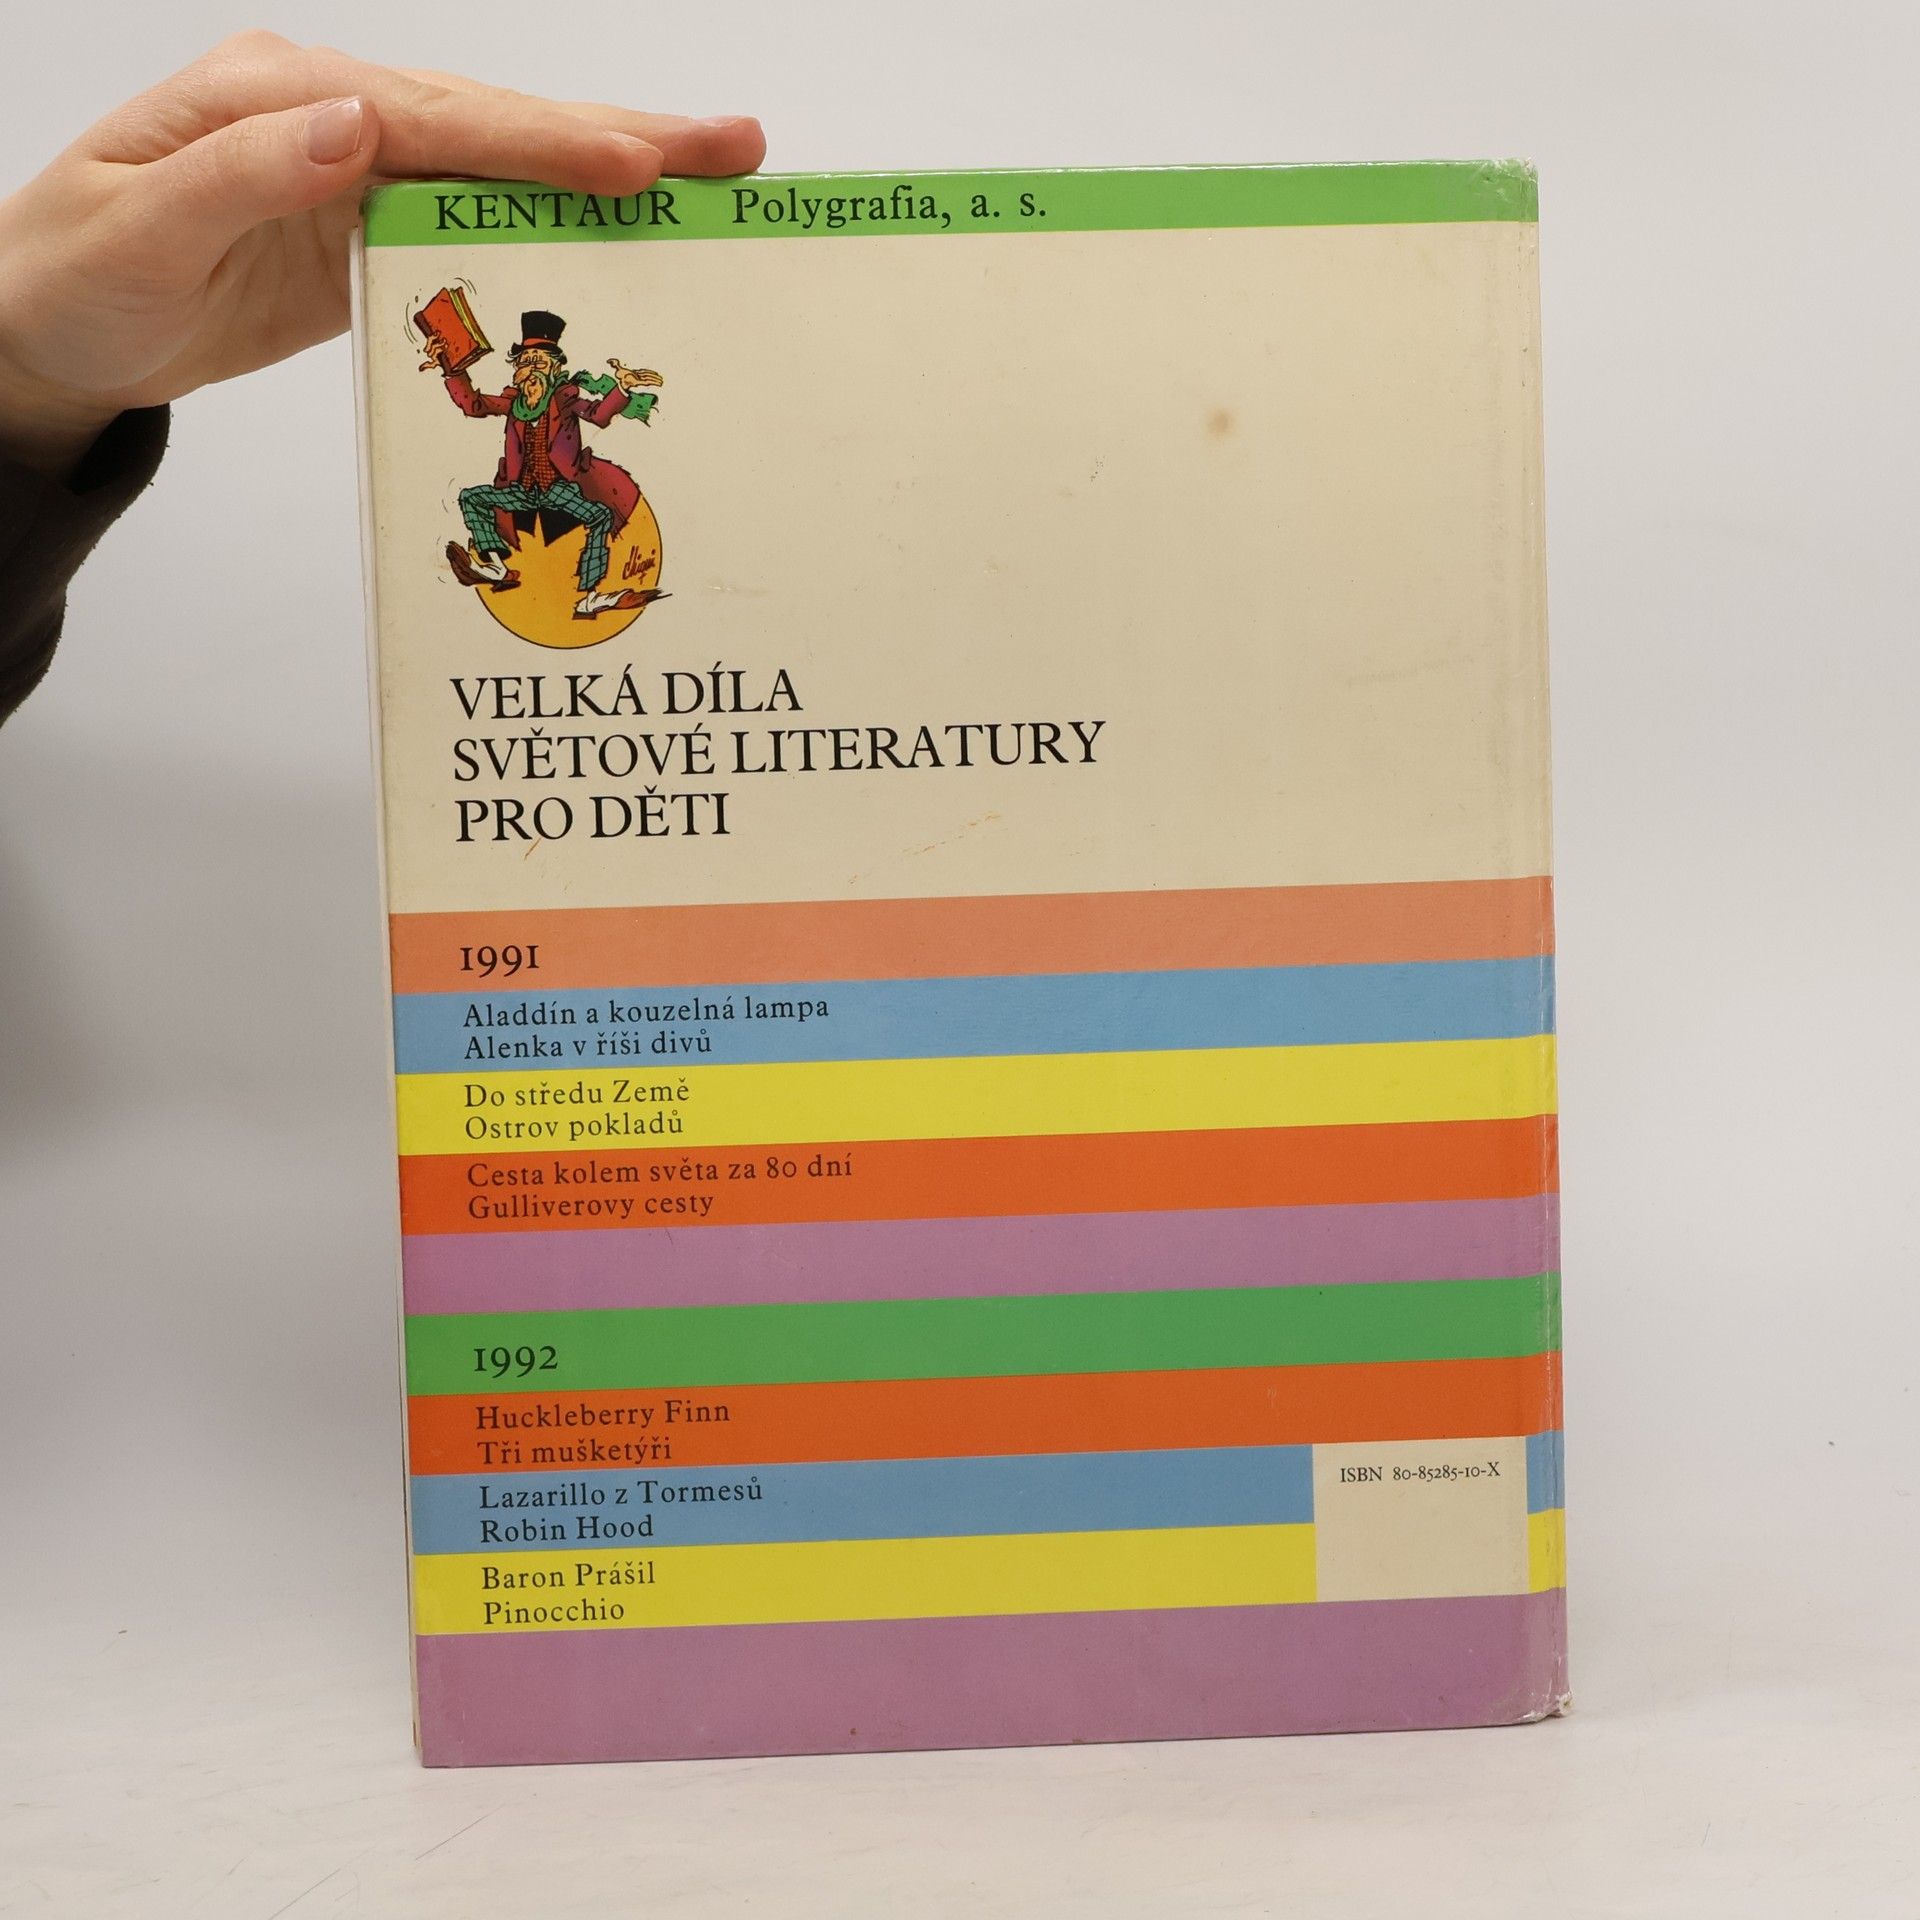 KENTAUR Polygrafia, a. s.
VELKÁ DÍLA
SVĚTOVÉ LITERATURY
PRO DĚTI
1991
Aladdín a kouzelná lampa
Alenka v říši divů
Do středu Země
Ostrov pokladů
Cesta kolem světa za 80 dní
Gulliverovy cesty
1992
Huckleberry Finn
Tři mušketýři
Lazarillo z Tormesů
Robin Hood
Baron Prášil
Pinocchio
ISBN 80-85285-10-X